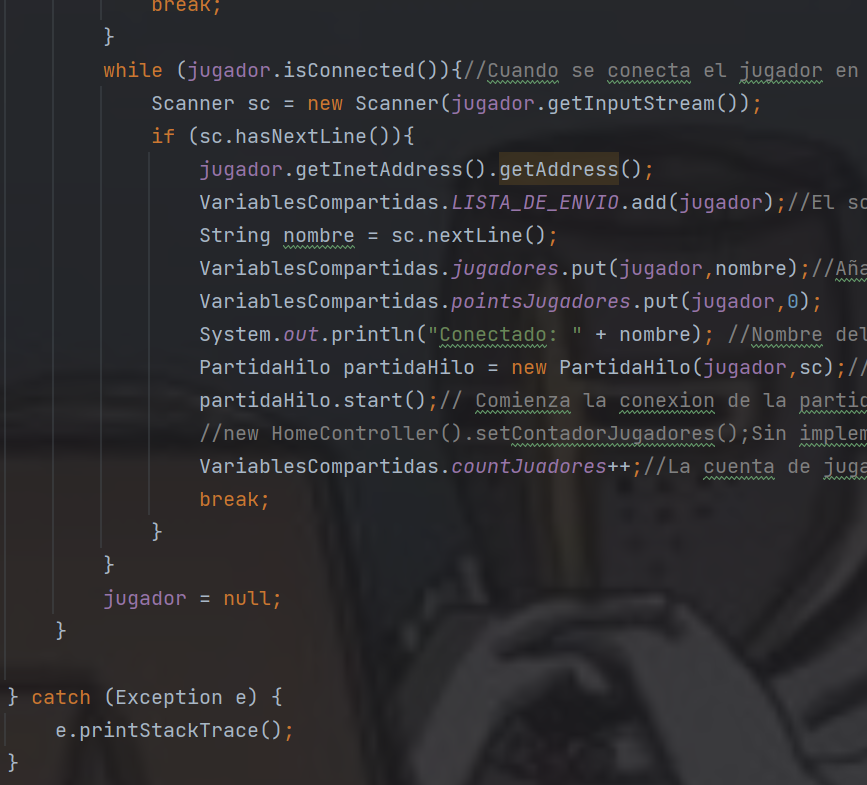 break;
}
while (jugador.isConnected()){//Cuando se conecta el jugador en
Scanner sc = new Scanner(jugador.getInputStream());
if (sc.hasNextLine()){
jugador.getInetAddress().getAddress();
VariablesCompartidas.LISTA_DE_ENVIO.add(jugador);//El
String nombre = sc.nextLine();
VariablesCompartidas.jugadores.put(jugador,nombre);//Aña
VariablesCompartidas.pointsJugadores.put(jugador,0);
System.out.println("Conectado: " + nombre); //Nombre del
PartidaHilo partidaHilo = new PartidaHilo(jugador,sc);//
partidaHilo.start();// Comienza la conexion de la partid
//new HomeController().setContadorJugadores();Sin implem
VariablesCompartidas.countJuadores++;//La cuenta de juga
break;
}
}
jugador = null;
}
} catch (Exception e) {
e.printStackTrace();
}